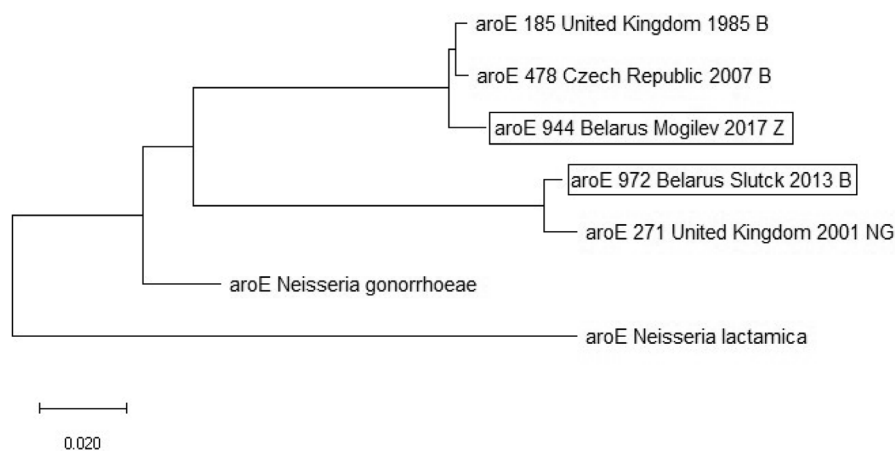 aroE 185 United Kingdom 1985 B
aroE 478 Czech Republic 2007 B
aroE 944 Belarus Mogilev 2017 Z
aroE 972 Belarus Slutck 2013 B
aroE 271 United Kingdom 2001 NG
aroE Neisseria gonorrhoeae
aroE Neisseria lactamica
0.020